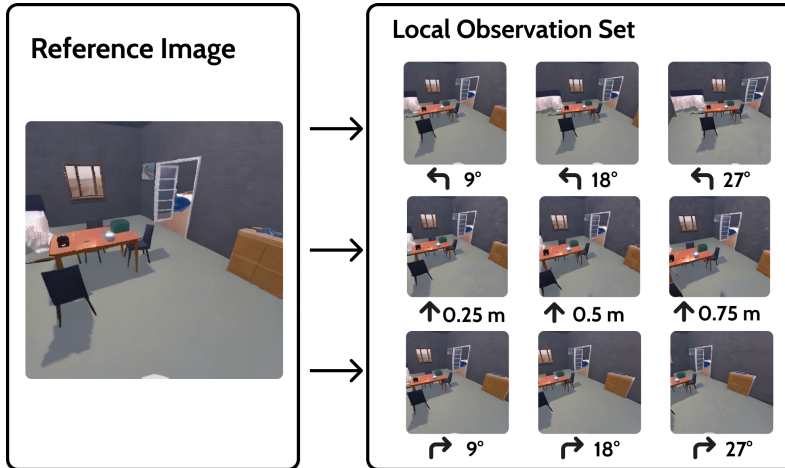 Reference Image
Local Observation Set
9°
18°
27°
0.25 m
0.5 m
0.75 m
9°
18°
27°